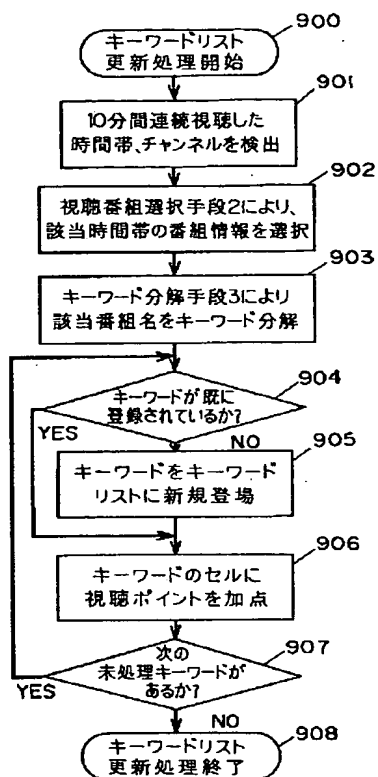 900
キーワードリスト
更新処理開始
901
10分間連続視聴した
時間帯、チャンネルを検出
902
視聴番組選択手段2により、
該当時間帯の番組情報を選択
903
キーワード分解手段3により
該当番組名をキーワード分解
904
キーワードが既に
登録されているか?
YES
NO
905
キーワードをキーワード
リストに新規登場
906
キーワードのセルに
視聴ポイントを加点
907
次の
未処理キーワードが
あるか?
YES
NO
908
キーワードリスト
更新処理終了